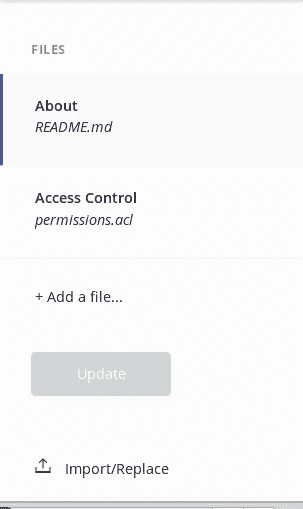 FILES
About
README.md
Access Control
permissions.acl
+ Add a file...
Update
Import/Replace